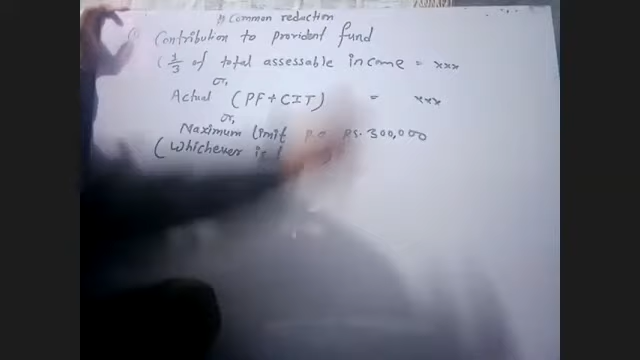 # Common reduction
① Contribution to provident fund
( 1/3 of total assessable income = xxx
or,
Actual (PF + CIT) = xxx
or,
Maximum limit Rs. 300,000
( Whichever is